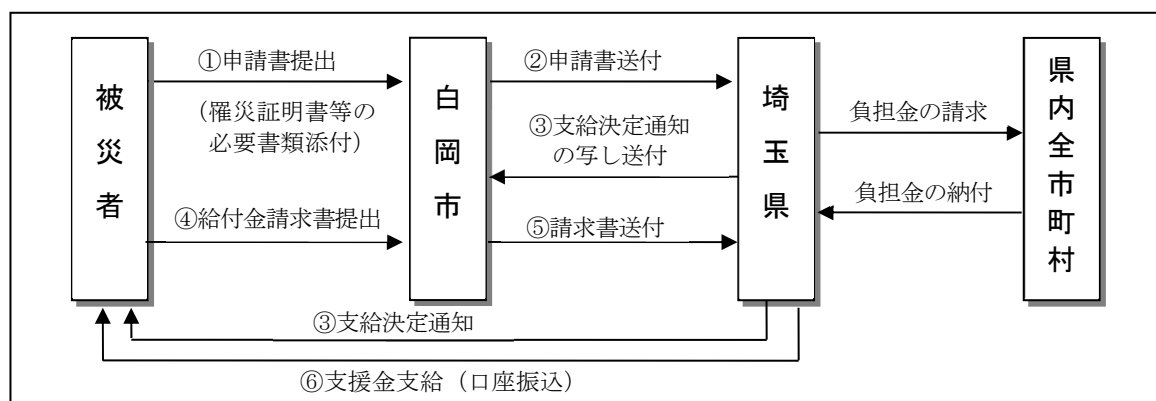 被災者
①申請書提出
（罹災証明書等の
必要書類添付）
④給付金請求書提出
白岡市
②申請書送付
③支給決定通知
の写し送付
⑤請求書送付
埼玉県
負担金の請求
負担金の納付
県内全市町村
③支給決定通知
⑥支援金支給（口座振込）